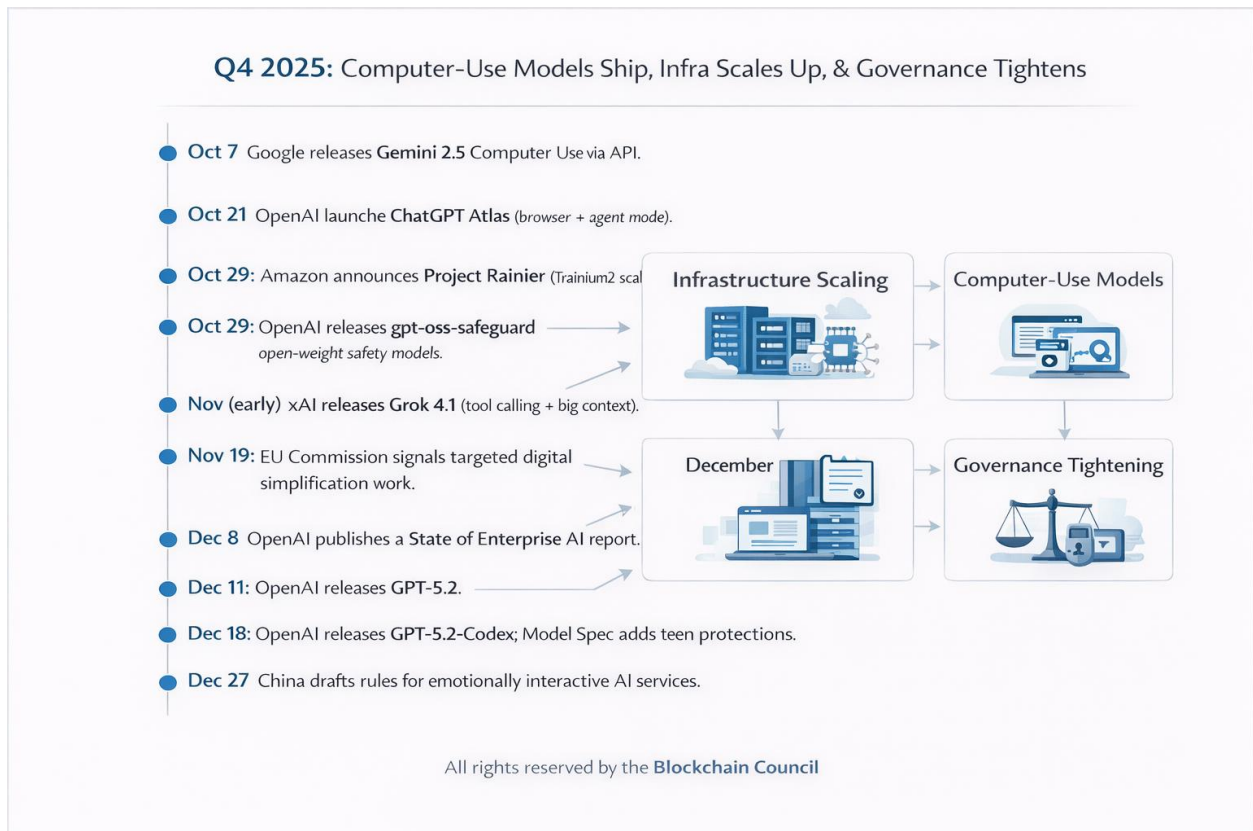 Q4 2025: Computer-Use Models Ship, Infra Scales Up, & Governance Tightens
Oct 7 Google releases Gemini 2.5 Computer Use via API.
Oct 21 OpenAI launche ChatGPT Atlas (browser + agent mode).
Oct 29: Amazon announces Project Rainier (Trainium2 scal
Oct 29: OpenAI releases gpt-oss-safeguard
open-weight safety models.
Nov (early) xAI releases Grok 4.1 (tool calling + big context).
Nov 19: EU Commission signals targeted digital
simplification work.
Dec 8 OpenAI publishes a State of Enterprise AI report.
Dec 11: OpenAI releases GPT-5.2.
Dec 18: OpenAI releases GPT-5.2-Codex; Model Spec adds teen protections.
Dec 27 China drafts rules for emotionally interactive AI services.
Infrastructure Scaling
Computer-Use Models
December
Governance Tightening
All rights reserved by the Blockchain Council